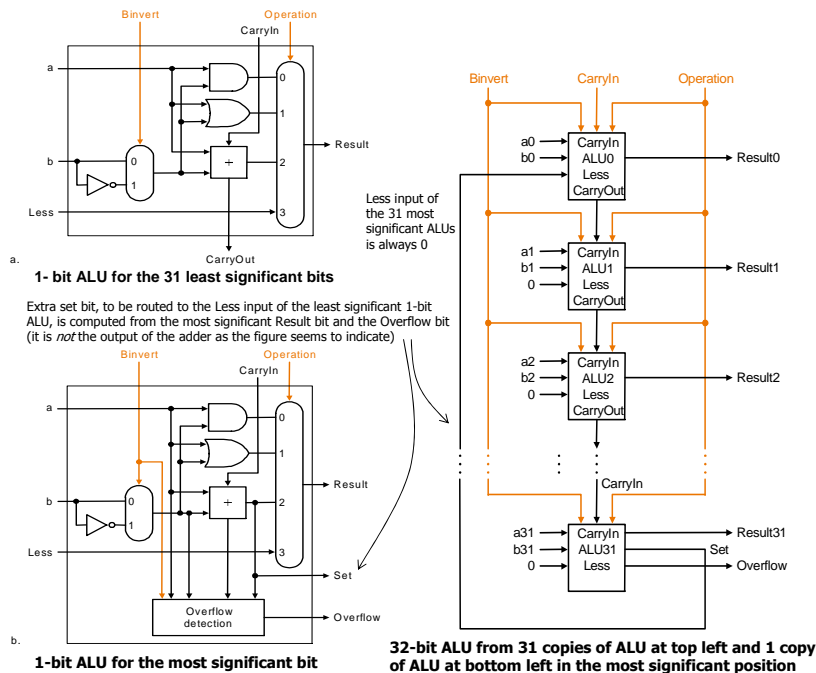 Binvert
Operation
CarryIn
a
0
1
Result
b
0
+
2
1
Less
3
a.
CarryOut
1- bit ALU for the 31 least significant bits
Extra set bit, to be routed to the Less input of the least significant 1-bit
ALU, is computed from the most significant Result bit and the Overflow bit
(it is not the output of the adder as the figure seems to indicate)
Binvert
Operation
CarryIn
a
0
1
Result
b
0
+
2
1
Less
3
Set
Overflow
detection
Overflow
b.
1-bit ALU for the most significant bit
Less input of
the 31 most
significant ALUs
is always 0
Binvert
CarryIn
Operation
a0
CarryIn
b0
ALU0
Result0
Less
CarryOut
a1
CarryIn
b1
ALU1
Result1
0
Less
CarryOut
a2
CarryIn
b2
ALU2
Result2
0
Less
CarryOut
CarryIn
a31
CarryIn
Result31
b31
ALU31
Set
0
Less
Overflow
32-bit ALU from 31 copies of ALU at top left and 1 copy
of ALU at bottom left in the most significant position